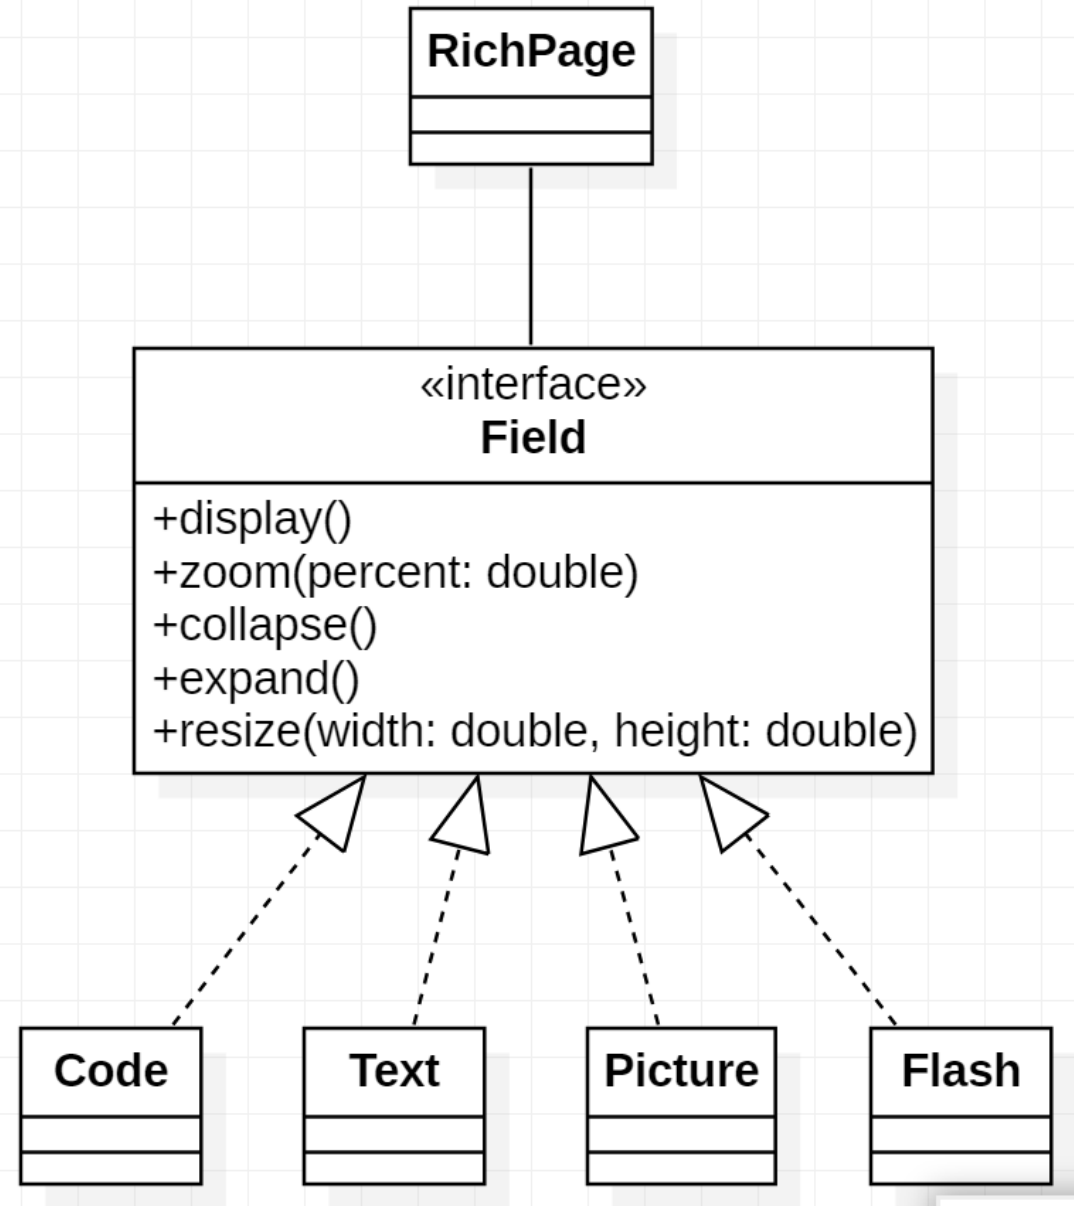 RichPage
«interface»
Field
+display()
+zoom(percent: double)
+collapse()
+expand()
+resize(width: double, height: double)
Code
Text
Picture
Flash